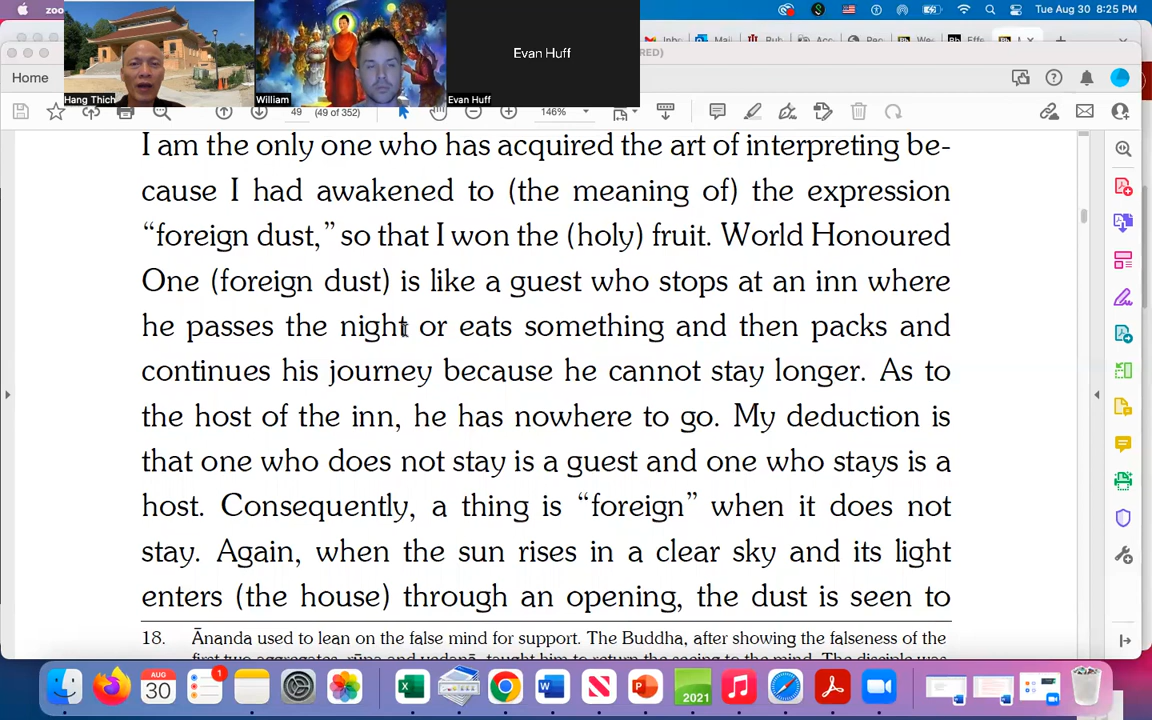 zoo
Tue Aug 30 8:25 PM
Evan Huff
Hang Thich
William
Evan Huff
Home
49 (49 of 352)
146%
I am the only one who has acquired the art of interpreting be-
cause I had awakened to (the meaning of) the expression
“foreign dust,” so that I won the (holy) fruit. World Honoured
One (foreign dust) is like a guest who stops at an inn where
he passes the night or eats something and then packs and
continues his journey because he cannot stay longer. As to
the host of the inn, he has nowhere to go. My deduction is
that one who does not stay is a guest and one who stays is a
host. Consequently, a thing is “foreign” when it does not
stay. Again, when the sun rises in a clear sky and its light
enters (the house) through an opening, the dust is seen to
18. Ānanda used to lean on the false mind for support. The Buddha, after showing the falseness of the
AUG
30
1
2021